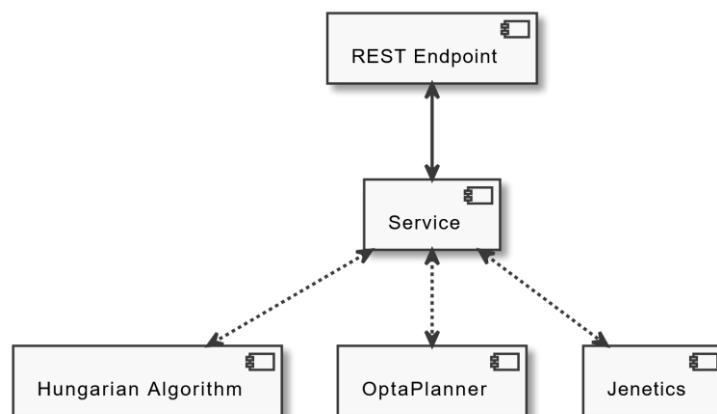 REST Endpoint
Service
Hungarian Algorithm
OptaPlanner
Jenetics